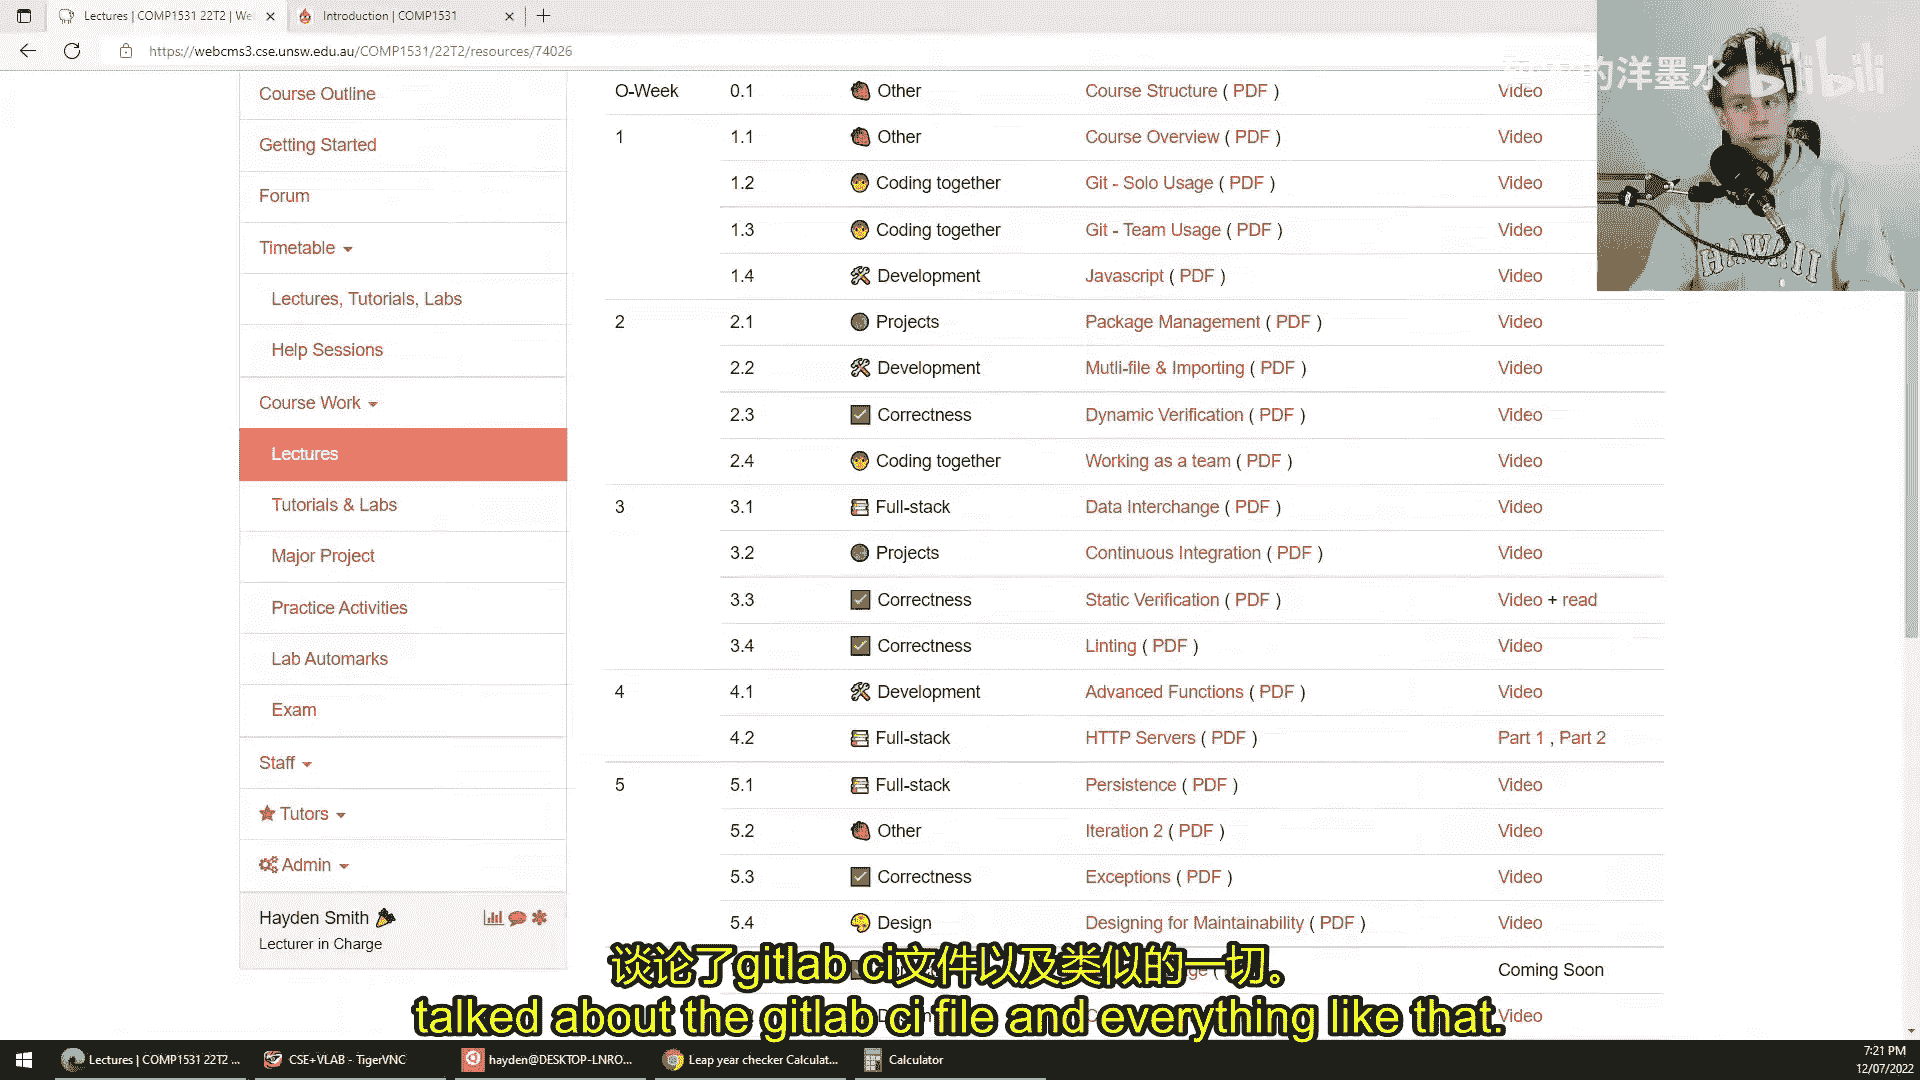 Lectures | COMP1531 22T2 | We
Introduction | COMP1531
https://webcms3.cse.unsw.edu.au/COMP1531/22T2/resources/74026
的洋墨水 bilibili
HAWAII
Course Outline
Getting Started
Forum
Timetable
Lectures, Tutorials, Labs
Help Sessions
Course Work
Lectures
Tutorials & Labs
Major Project
Practice Activities
Lab Automarks
Exam
Staff
Tutors
Admin
Hayden Smith
Lecturer in Charge
O-Week 0.1 Other Course Structure ( PDF ) Video
1 1.1 Other Course Overview ( PDF ) Video
1.2 Coding together Git - Solo Usage ( PDF ) Video
1.3 Coding together Git - Team Usage ( PDF ) Video
1.4 Development Javascript ( PDF ) Video
2 2.1 Projects Package Management ( PDF ) Video
2.2 Development Mutli-file & Importing ( PDF ) Video
2.3 Correctness Dynamic Verification ( PDF ) Video
2.4 Coding together Working as a team ( PDF ) Video
3 3.1 Full-stack Data Interchange ( PDF ) Video
3.2 Projects Continuous Integration ( PDF ) Video
3.3 Correctness Static Verification ( PDF ) Video + read
3.4 Correctness Linting ( PDF ) Video
4 4.1 Development Advanced Functions ( PDF ) Video
4.2 Full-stack HTTP Servers ( PDF ) Part 1 , Part 2
5 5.1 Full-stack Persistence ( PDF ) Video
5.2 Other Iteration 2 ( PDF ) Video
5.3 Correctness Exceptions ( PDF ) Video
5.4 Design Designing for Maintainability ( PDF ) Video
Coming Soon
Video
谈论了gitlab ci文件以及类似的一切。
talked about the gitlab ci file and everything like that.
Lectures | COMP1531 22T2 ...
CSE+VLAB - TigerVNC
hayden@DESKTOP-LNRO...
Leap year checker Calculat...
Calculator
7:21 PM
12/07/2022